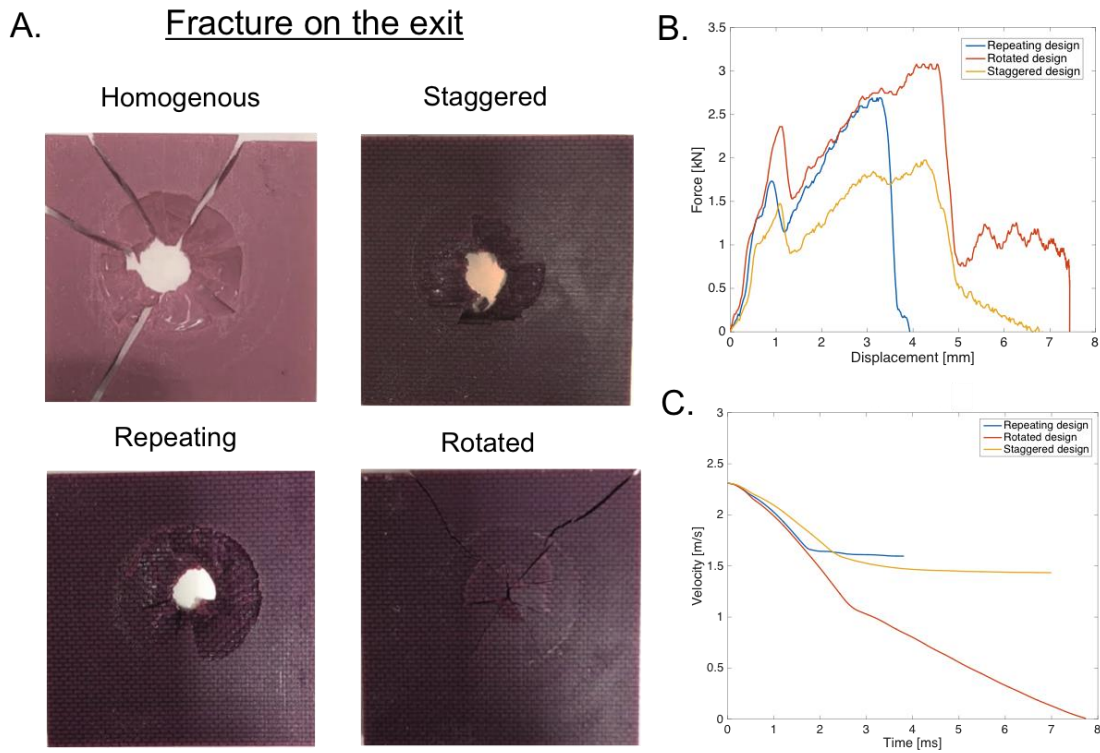 A.
Fracture on the exit
Homogenous
Staggered
Repeating
Rotated
B.
3.5
3
2.5
2
1.5
1
0.5
0
Force [kN]
0 1 2 3 4 5 6 7 8
Displacement [mm]
Repeating design
Rotated design
Staggered design
C.
3
2.5
2
1.5
1
0.5
0
Velocity [m/s]
0 1 2 3 4 5 6 7 8
Time [ms]
Repeating design
Rotated design
Staggered design